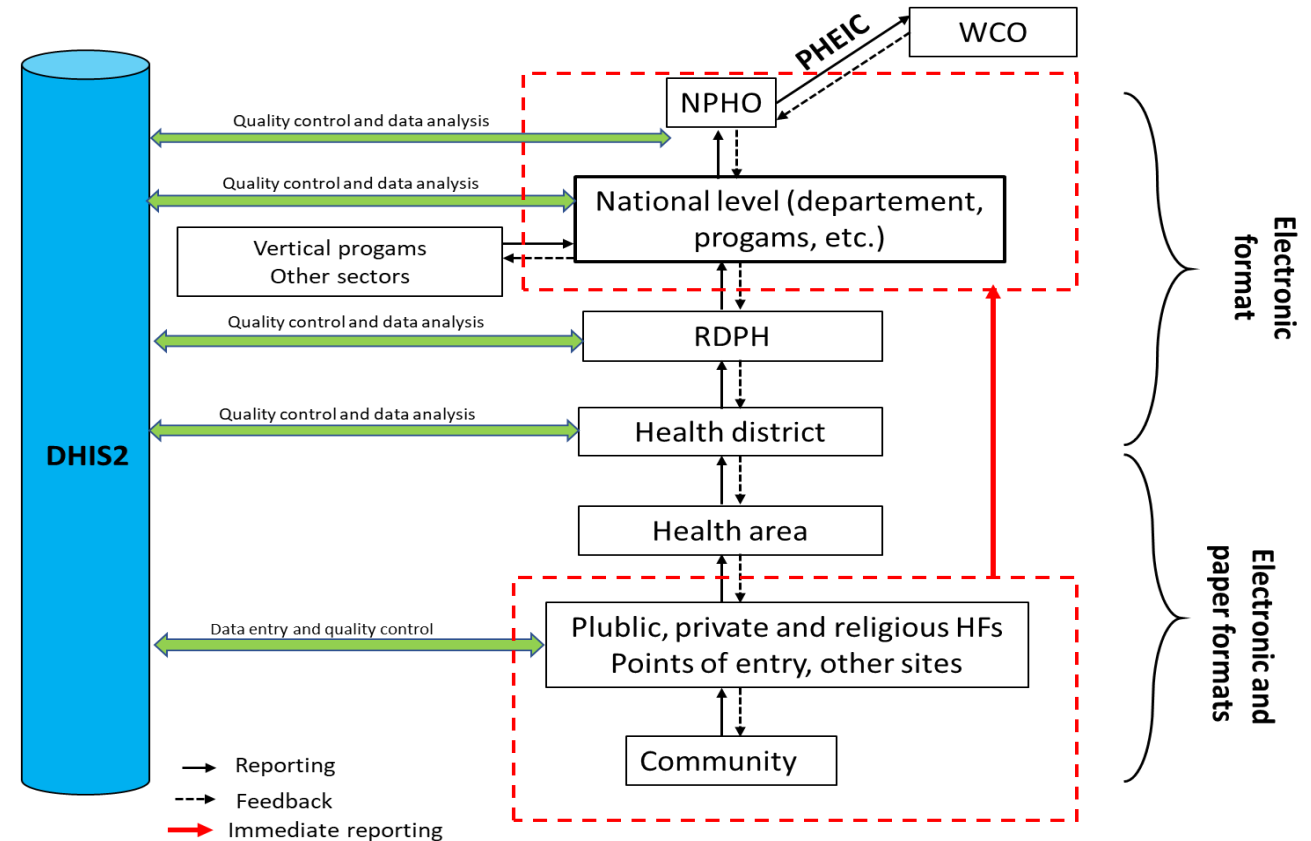 PHEIC
WCO
NPHO
Quality control and data analysis
Quality control and data analysis
National level (departement,
progams, etc.)
Vertical progams
Other sectors
Electronic
format
Quality control and data analysis
RDPH
Quality control and data analysis
Health district
DHIS2
Health area
Electronic and
paper formats
Data entry and quality control
Plublic, private and religious HFs
Points of entry, other sites
Community
Reporting
Feedback
Immediate reporting